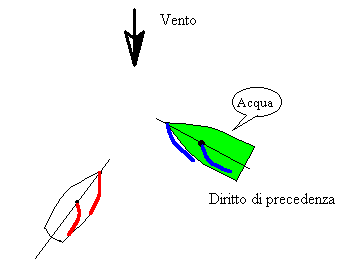 Vento
Acqua
Diritto di precedenza